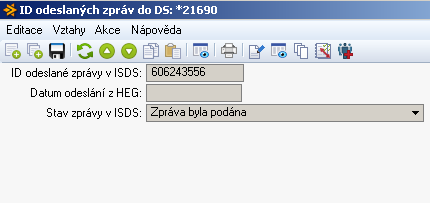 ID odeslaných zpráv do DS: *21690
Editace Vztahy Akce Nápověda
ID odeslané zprávy v ISDS: 606243556
Datum odeslání z HEG:
Stav zprávy v ISDS: Zpráva byla podána